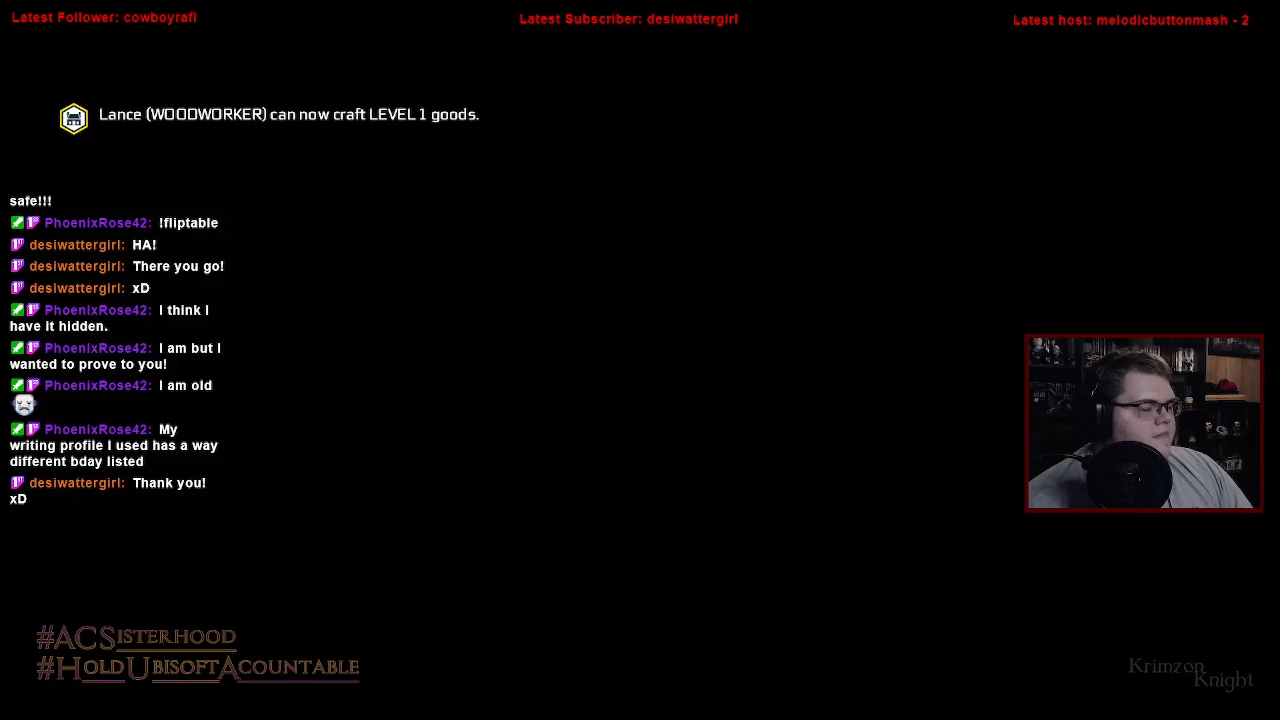 Latest Follower: cowboyrafi
Latest Subscriber: desiwattergirl
Latest host: melodicbuttonmash - 2
Lance (WOODWORKER) can now craft LEVEL 1 goods.
safe!!!
PhoenixRose42: !fliptable
desiwattergirl: HA!
desiwattergirl: There you go!
desiwattergirl: xD
PhoenixRose42: I think I
have it hidden.
PhoenixRose42: I am but I
wanted to prove to you!
PhoenixRose42: I am old
PhoenixRose42: My
writing profile I used has a way
different bday listed
desiwattergirl: Thank you!
xD
#ACSisterhood
#HoldUbisoftAcountable
Krimzon
Knight